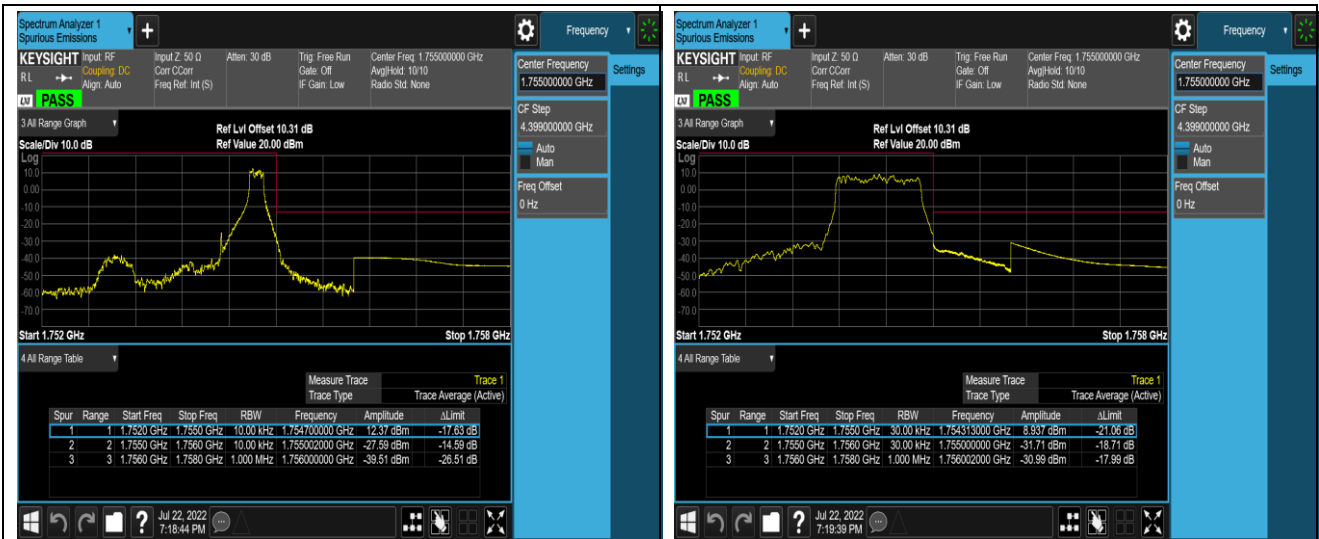 Spectrum Analyzer 1
Spurious Emissions
+
Frequency
KEYSIGHT
R L
LXI
PASS
Input: RF
Coupling: DC
Align: Auto
Input Z: 50 Ω
Corr CCorr
Freq Ref: Int (S)
Atten: 30 dB
Trig: Free Run
Gate: Off
IF Gain: Low
Center Freq: 1.755000000 GHz
Avg|Hold: 10/10
Radio Std: None
Center Frequency
1.755000000 GHz
Settings
CF Step
4.399000000 GHz
Auto
Man
Freq Offset
0 Hz
3 All Range Graph
Ref Lvl Offset 10.31 dB
Scale/Div 10.0 dB
Ref Value 20.00 dBm
Log
10.0
0.00
-10.0
-20.0
-30.0
-40.0
-50.0
-60.0
-70.0
Start 1.752 GHz
Stop 1.758 GHz
4 All Range Table
Measure Trace Trace 1
Trace Type Trace Average (Active)
Spur Range Start Freq Stop Freq RBW Frequency Amplitude ΔLimit
1 1 1.7520 GHz 1.7550 GHz 10.00 kHz 1.754700000 GHz 12.37 dBm -17.63 dB
2 2 1.7550 GHz 1.7560 GHz 10.00 kHz 1.755002000 GHz -27.59 dBm -14.59 dB
3 3 1.7560 GHz 1.7580 GHz 1.000 MHz 1.756000000 GHz -39.51 dBm -26.51 dB
?
Jul 22, 2022
7:18:44 PM
Spectrum Analyzer 1
Spurious Emissions
+
Frequency
KEYSIGHT
R L
LXI
PASS
Input: RF
Coupling: DC
Align: Auto
Input Z: 50 Ω
Corr CCorr
Freq Ref: Int (S)
Atten: 30 dB
Trig: Free Run
Gate: Off
IF Gain: Low
Center Freq: 1.755000000 GHz
Avg|Hold: 10/10
Radio Std: None
Center Frequency
1.755000000 GHz
Settings
CF Step
4.399000000 GHz
Auto
Man
Freq Offset
0 Hz
3 All Range Graph
Ref Lvl Offset 10.31 dB
Scale/Div 10.0 dB
Ref Value 20.00 dBm
Log
10.0
0.00
-10.0
-20.0
-30.0
-40.0
-50.0
-60.0
-70.0
Start 1.752 GHz
Stop 1.758 GHz
4 All Range Table
Measure Trace Trace 1
Trace Type Trace Average (Active)
Spur Range Start Freq Stop Freq RBW Frequency Amplitude ΔLimit
1 1 1.7520 GHz 1.7550 GHz 30.00 kHz 1.754313000 GHz 8.937 dBm -21.06 dB
2 2 1.7550 GHz 1.7560 GHz 30.00 kHz 1.755000000 GHz -31.71 dBm -18.71 dB
3 3 1.7560 GHz 1.7580 GHz 1.000 MHz 1.756002000 GHz -30.99 dBm -17.99 dB
?
Jul 22, 2022
7:19:39 PM